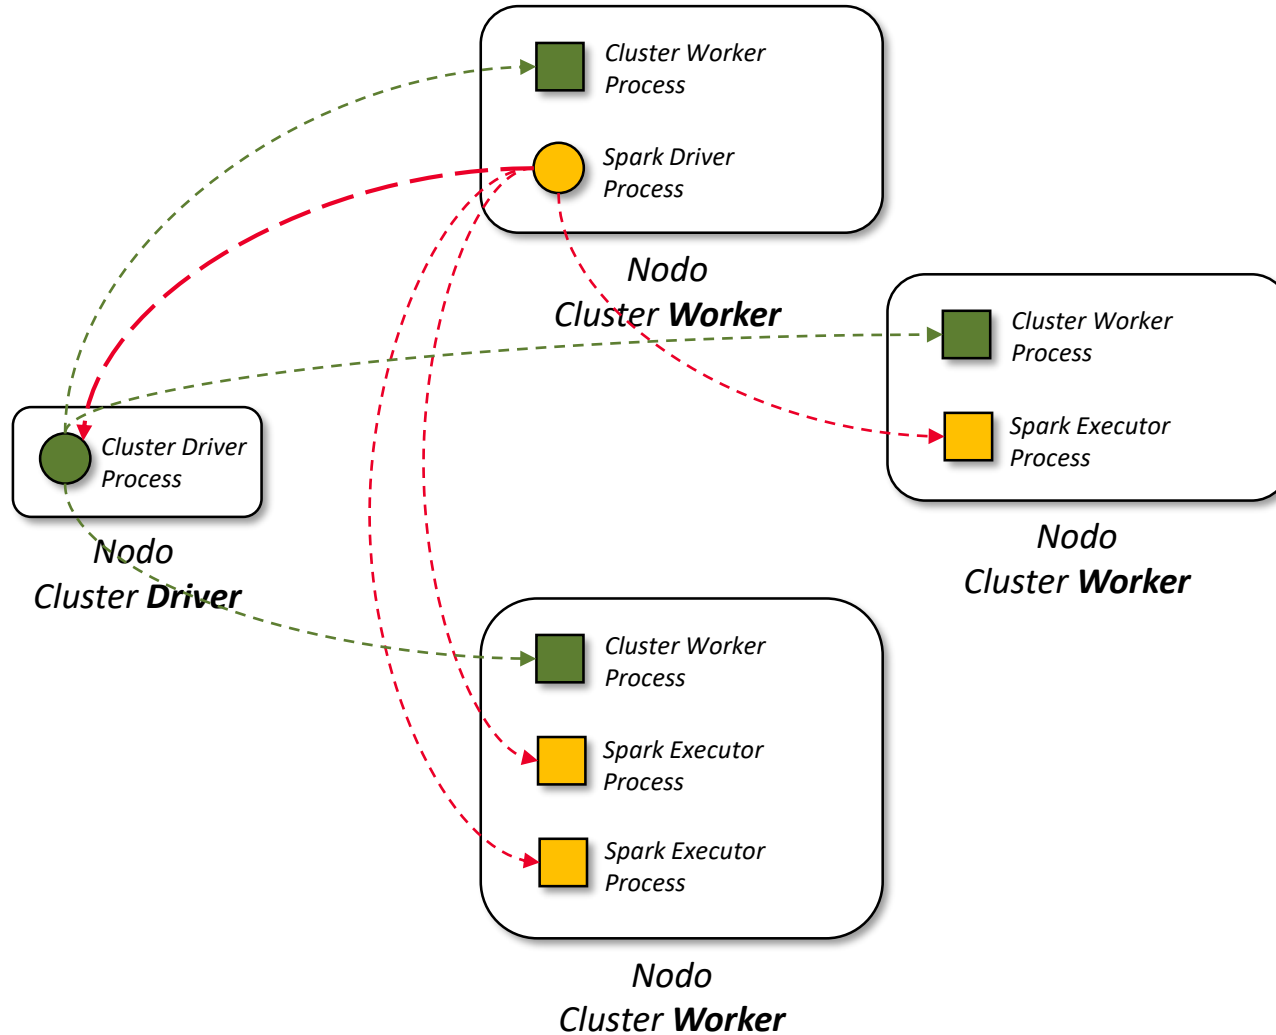 Cluster Worker
Process
Spark Driver
Process
Nodo
Cluster Worker
Cluster Worker
Process
Spark Executor
Process
Nodo
Cluster Worker
Cluster Driver
Process
Nodo
Cluster Driver
Cluster Worker
Process
Spark Executor
Process
Spark Executor
Process
Nodo
Cluster Worker